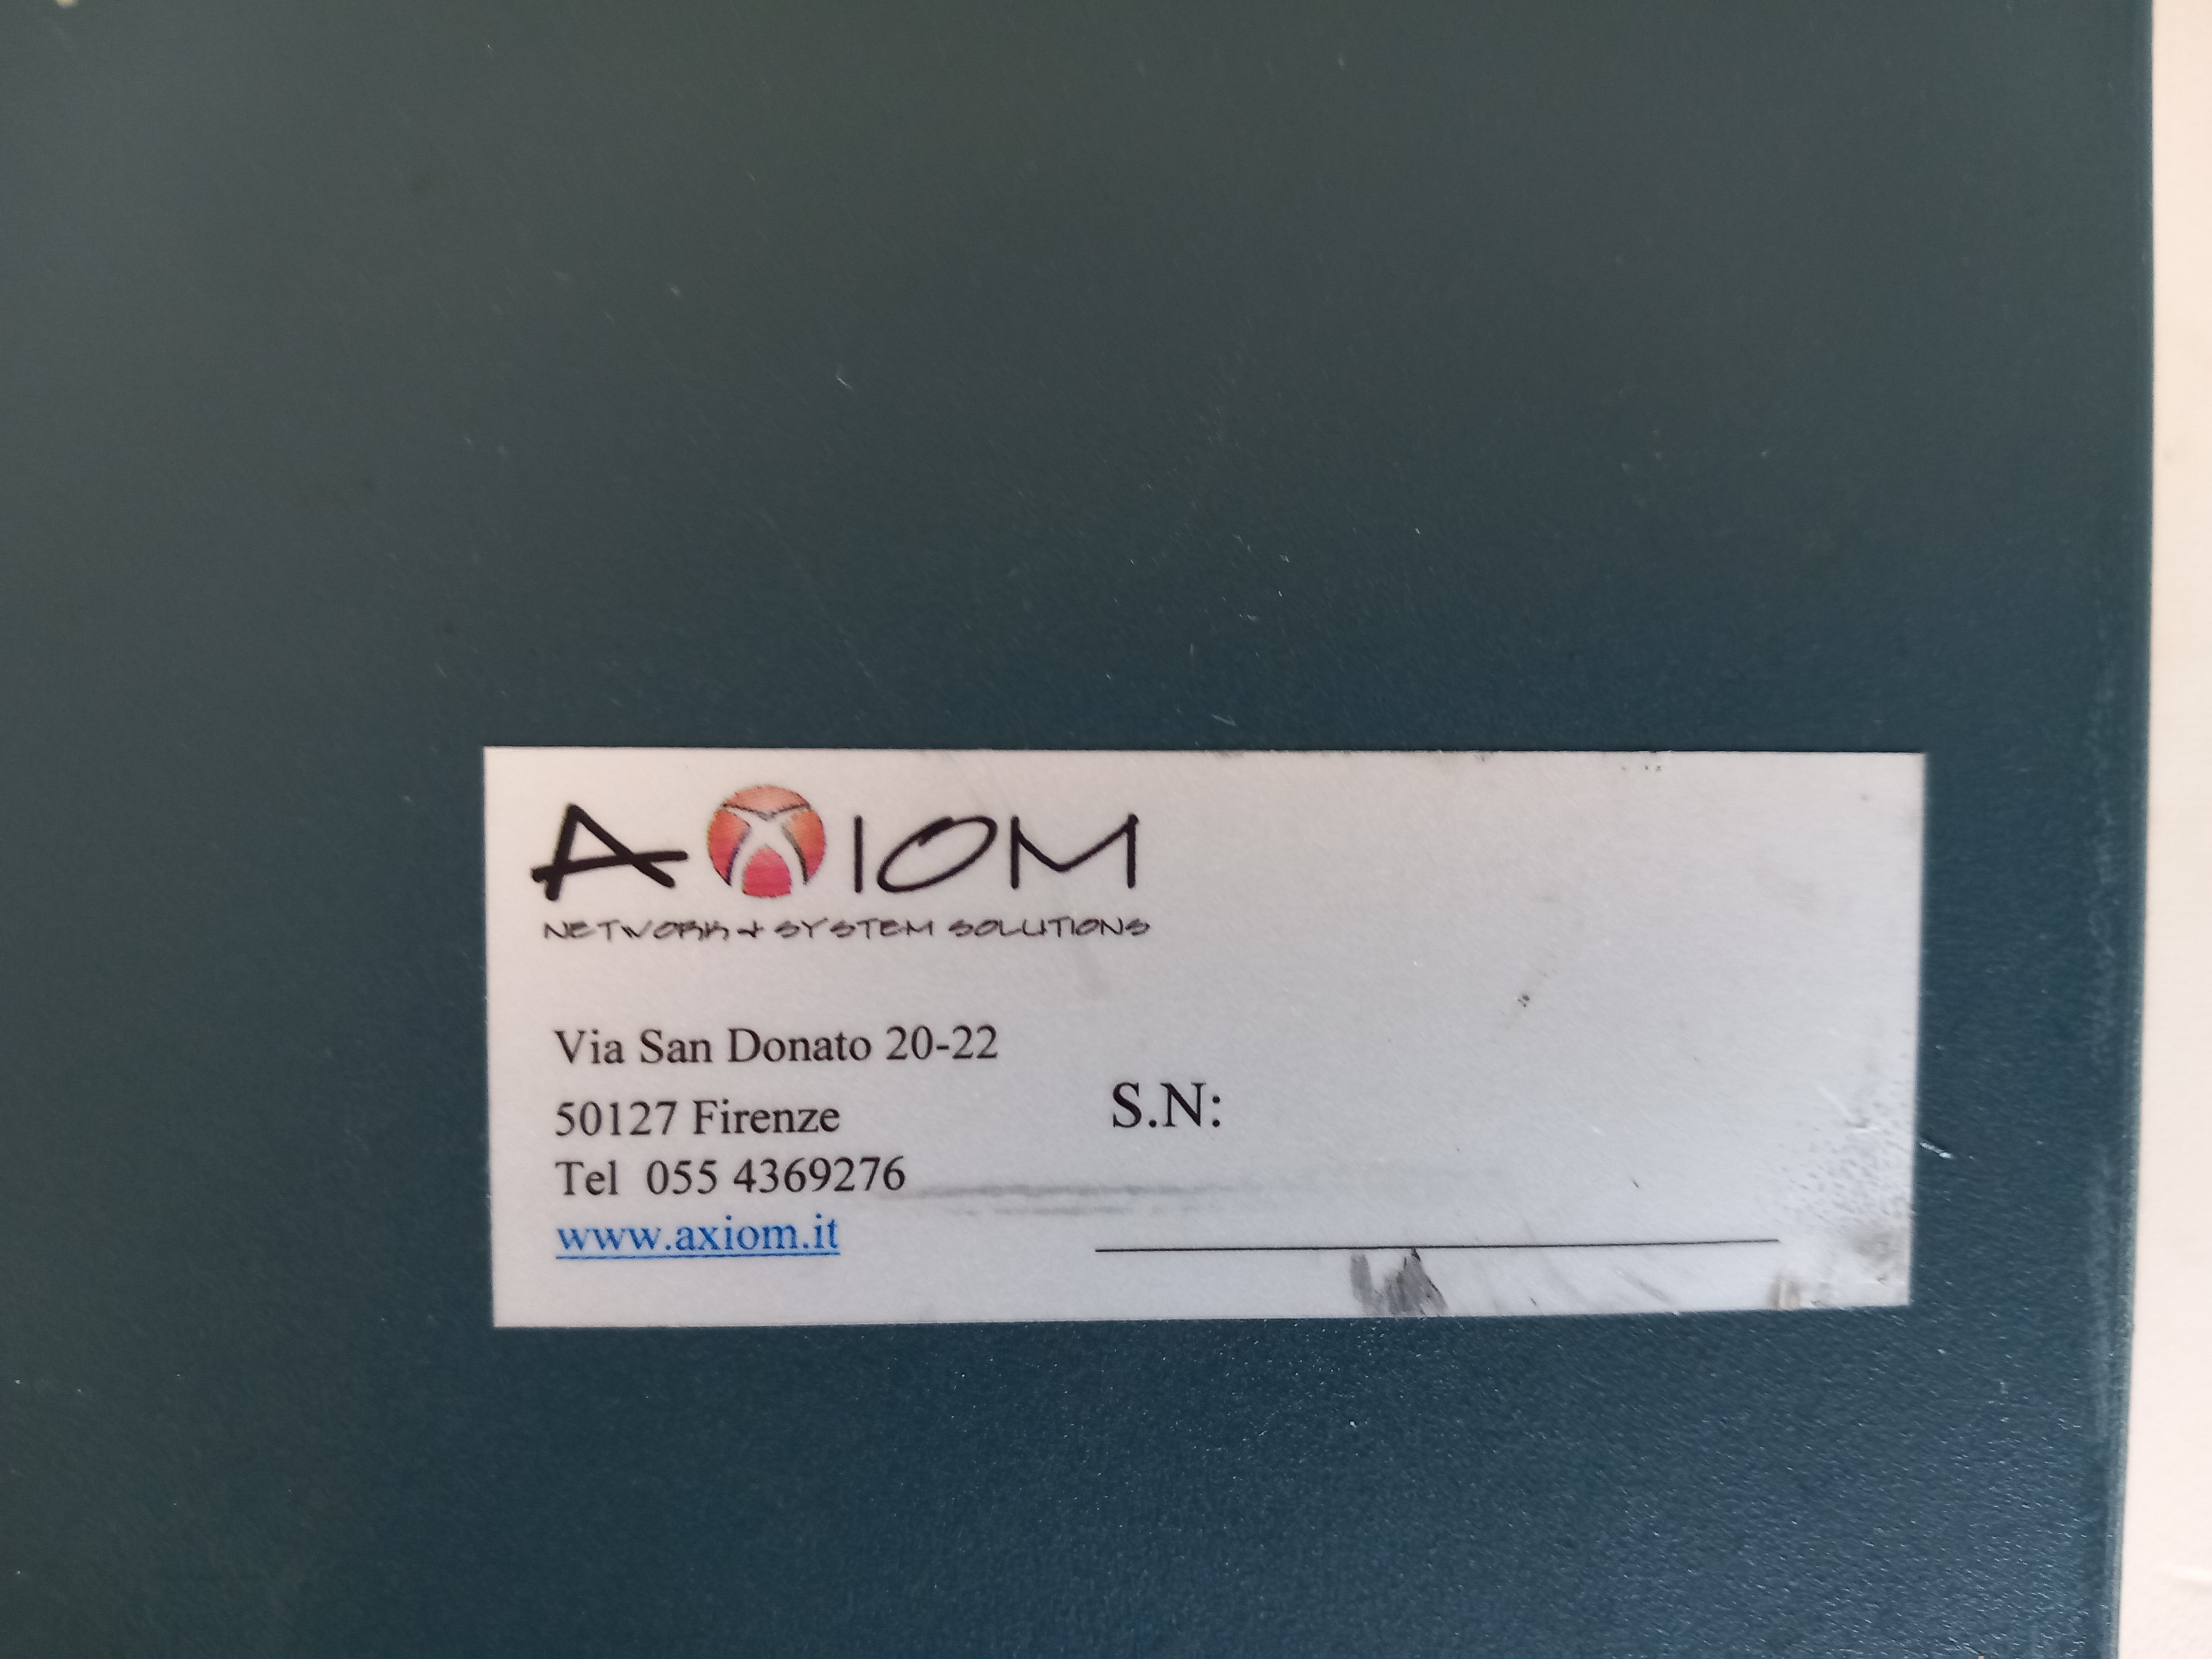 AXIOM
NETWORK + SYSTEM SOLUTIONS
Via San Donato 20-22
50127 Firenze
Tel 055 4369276
www.axiom.it
S.N: